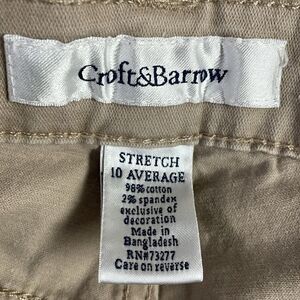 Croft&Barrow
STRETCH
10 AVERAGE
98% cotton
2% spandex
exclusive of
decoration
Made in
Bangladesh
RN#73277
Care on reverse